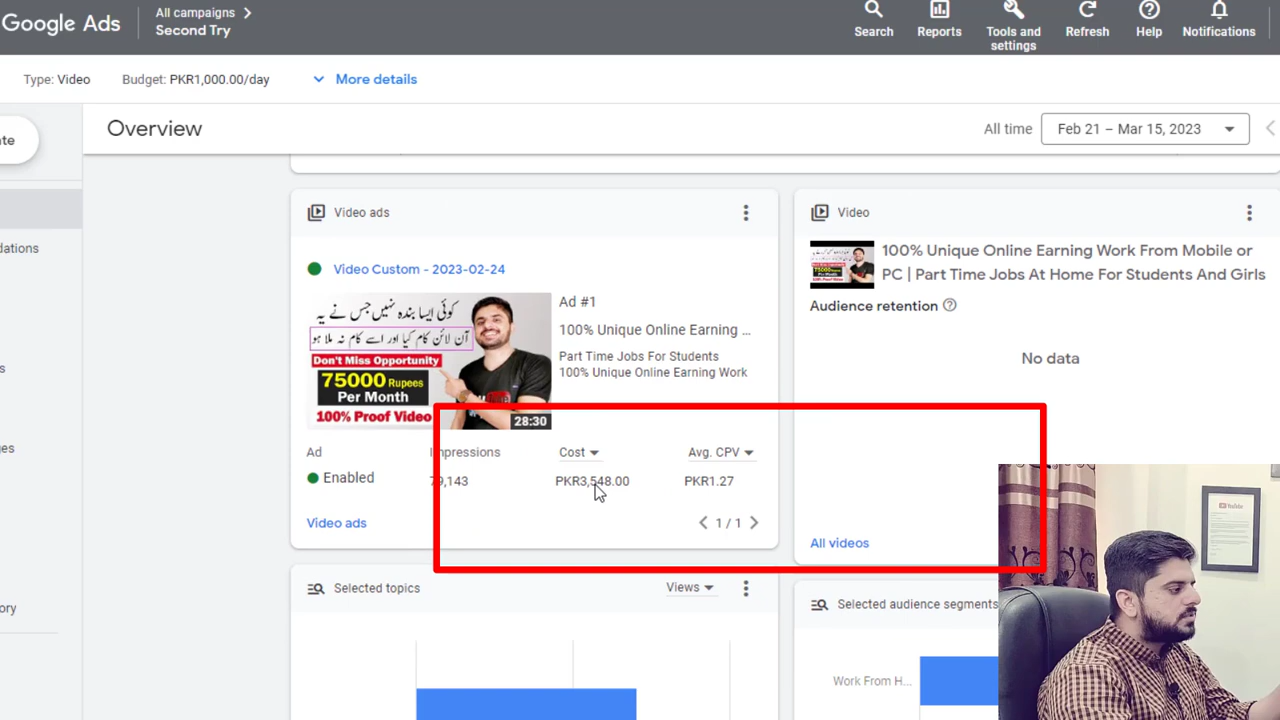 Google Ads
All campaigns
Second Try
Search
Reports
Tools and settings
Refresh
Help
Notifications
Type: Video
Budget: PKR1,000.00/day
More details
Overview
All time
Feb 21 – Mar 15, 2023
Video ads
Video Custom - 2023-02-24
کوئی ایسا بندہ نہیں جس نے یہ
آن لائن کام کیا اور اسے کام نہ ملا ہو
Don't Miss Opportunity
75000 Rupees
Per Month
100% Proof Video
28:30
Ad #1
100% Unique Online Earning ...
Part Time Jobs For Students
100% Unique Online Earning Work
Ad
Impressions
Cost
Avg. CPV
Enabled
79,143
PKR3,548.00
PKR1.27
Video ads
1 / 1
Video
100% Unique Online Earning Work From Mobile or
PC | Part Time Jobs At Home For Students And Girls
Audience retention
No data
All videos
Selected topics
Views
Selected audience segments
Work From H...
YouTube